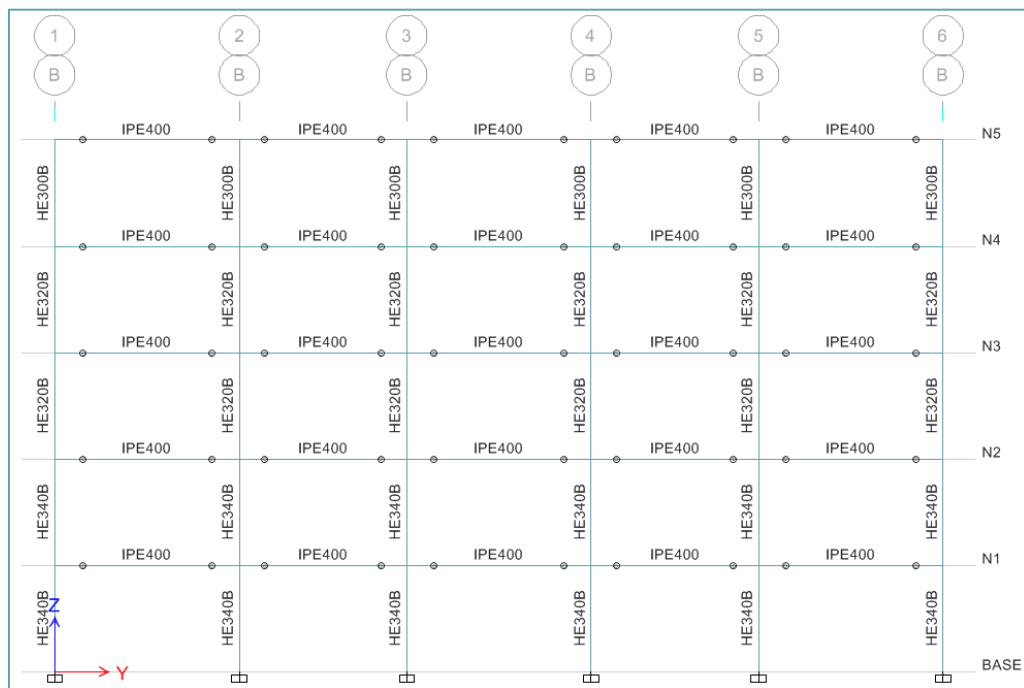 1 2 3 4 5 6
B B B B B B
IPE400 IPE400 IPE400 IPE400 IPE400 N5
HE300B HE300B HE300B HE300B HE300B HE300B
IPE400 IPE400 IPE400 IPE400 IPE400 N4
HE320B HE320B HE320B HE320B HE320B HE320B
IPE400 IPE400 IPE400 IPE400 IPE400 N3
HE320B HE320B HE320B HE320B HE320B HE320B
IPE400 IPE400 IPE400 IPE400 IPE400 N2
HE340B HE340B HE340B HE340B HE340B HE340B
IPE400 IPE400 IPE400 IPE400 IPE400 N1
HE340B HE340B HE340B HE340B HE340B HE340B
Z
Y BASE